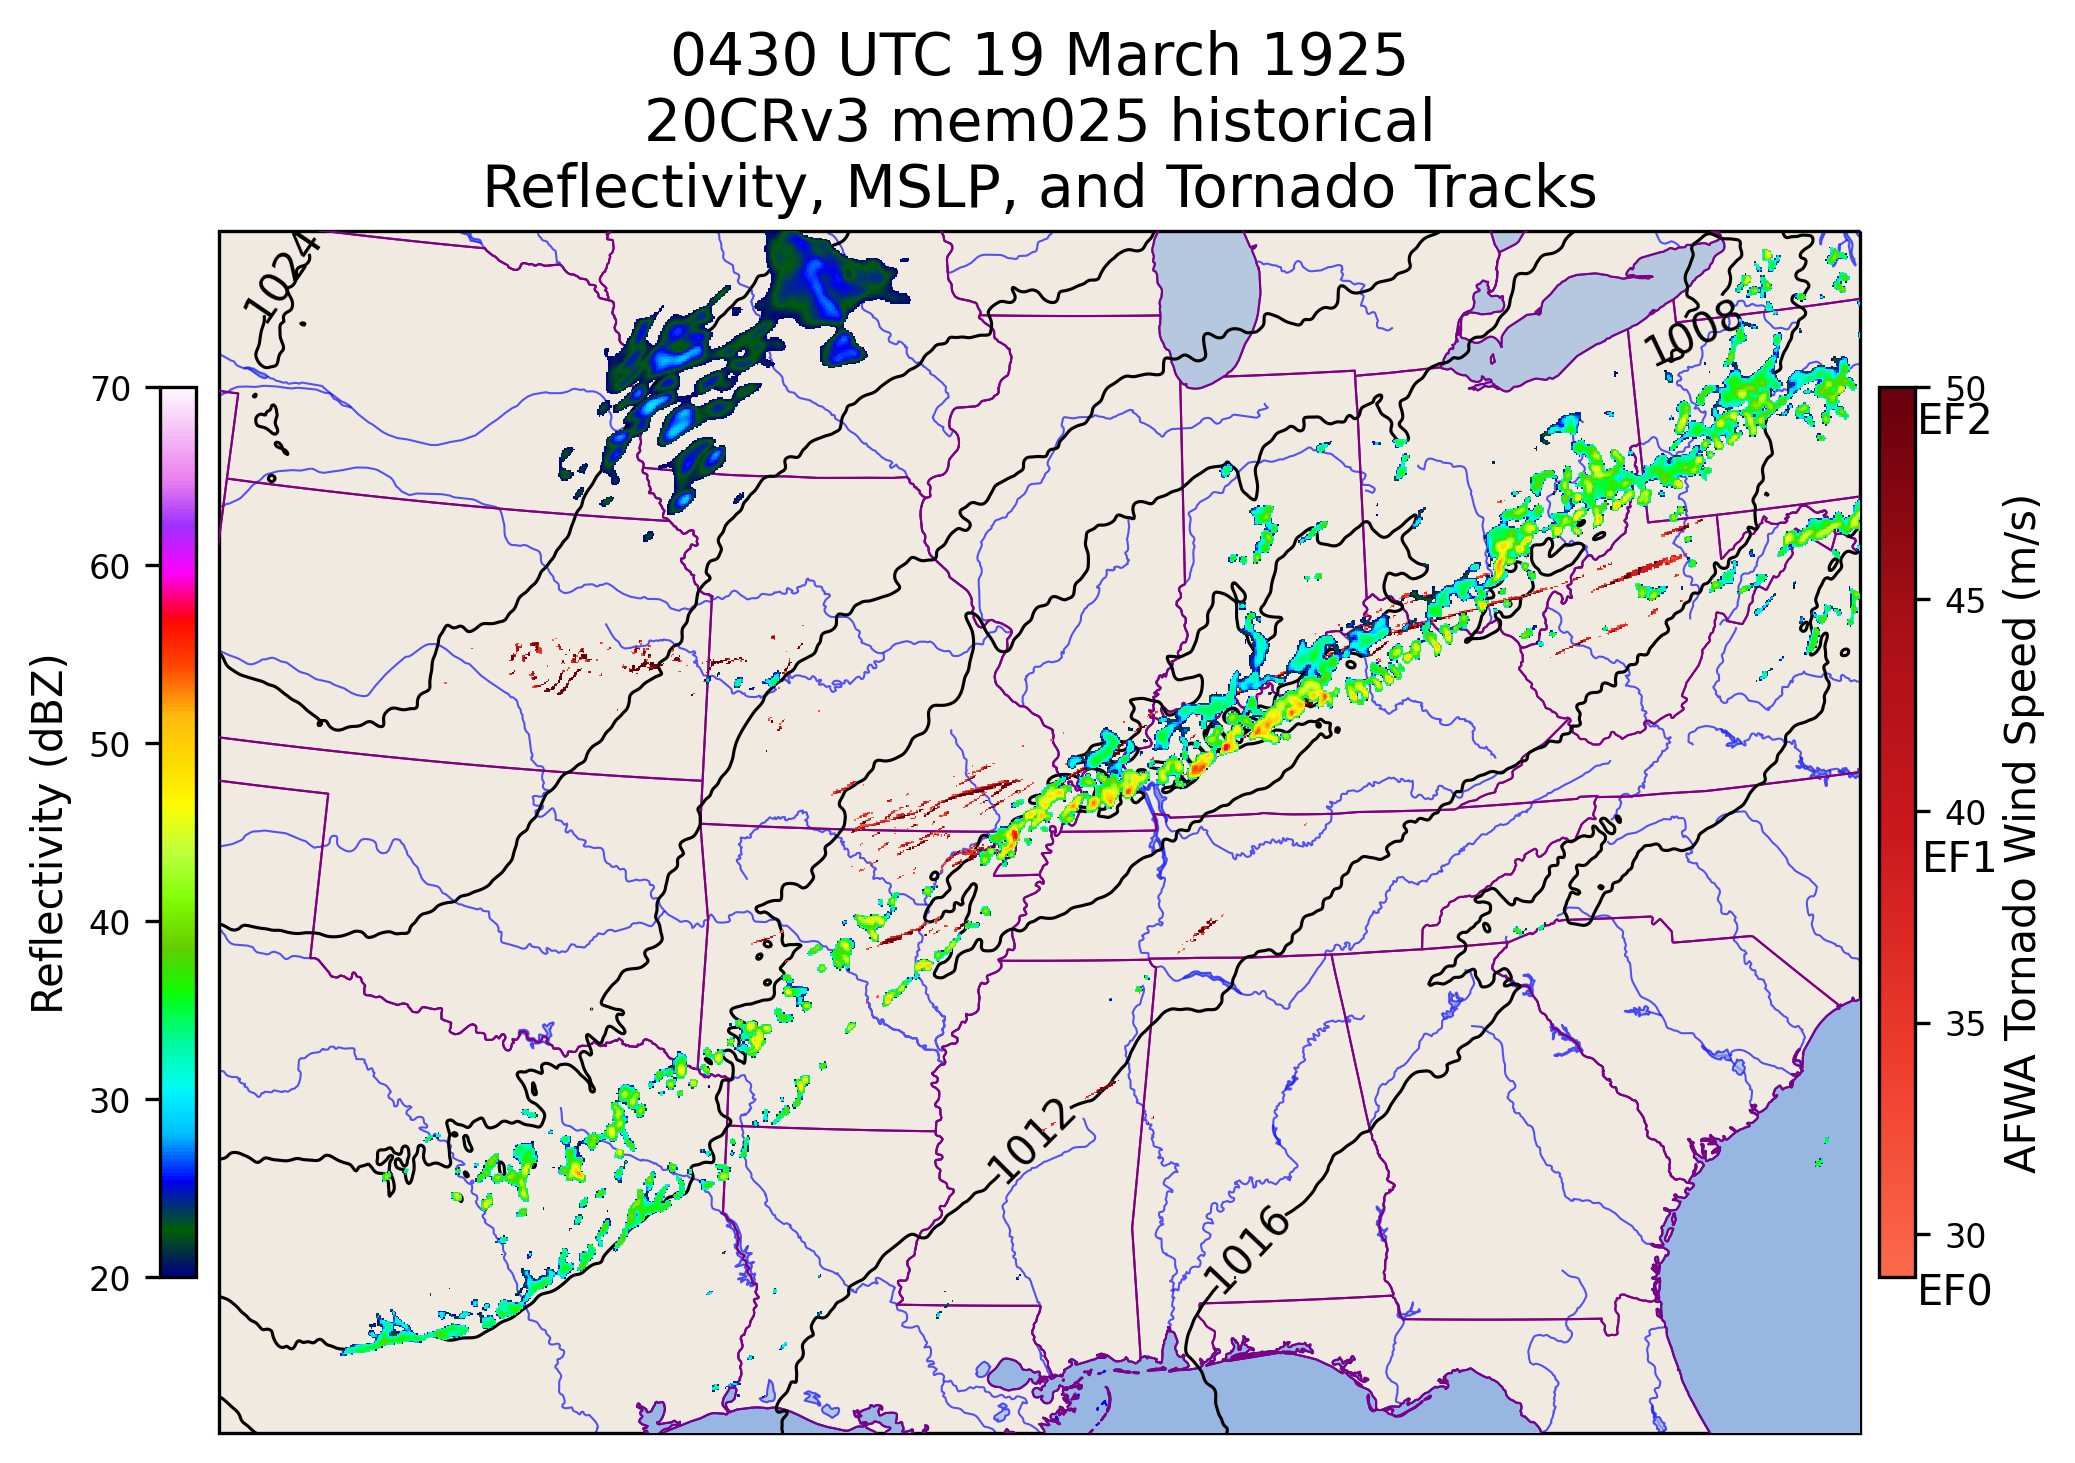 0430 UTC 19 March 1925
20CRv3 mem025 historical
Reflectivity, MSLP, and Tornado Tracks
1024
1008
1012
1016
Reflectivity (dBZ)
70
60
50
40
30
20
50
EF2
45
40
EF1
35
30
EF0
AFWA Tornado Wind Speed (m/s)